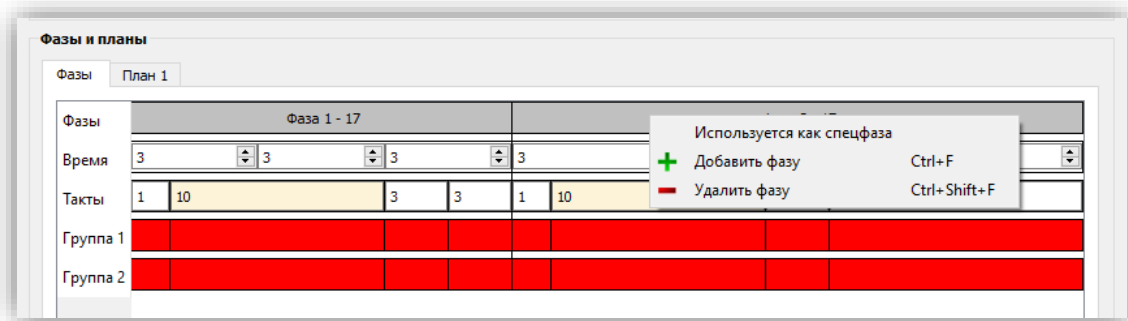 Фазы и планы
Фазы План 1
Фазы Фаза 1 - 17
Время 3 3 3 3
Такты 1 10 3 3 1 10
Группа 1
Группа 2
Используется как спецфаза
Добавить фазу Ctrl+F
Удалить фазу Ctrl+Shift+F